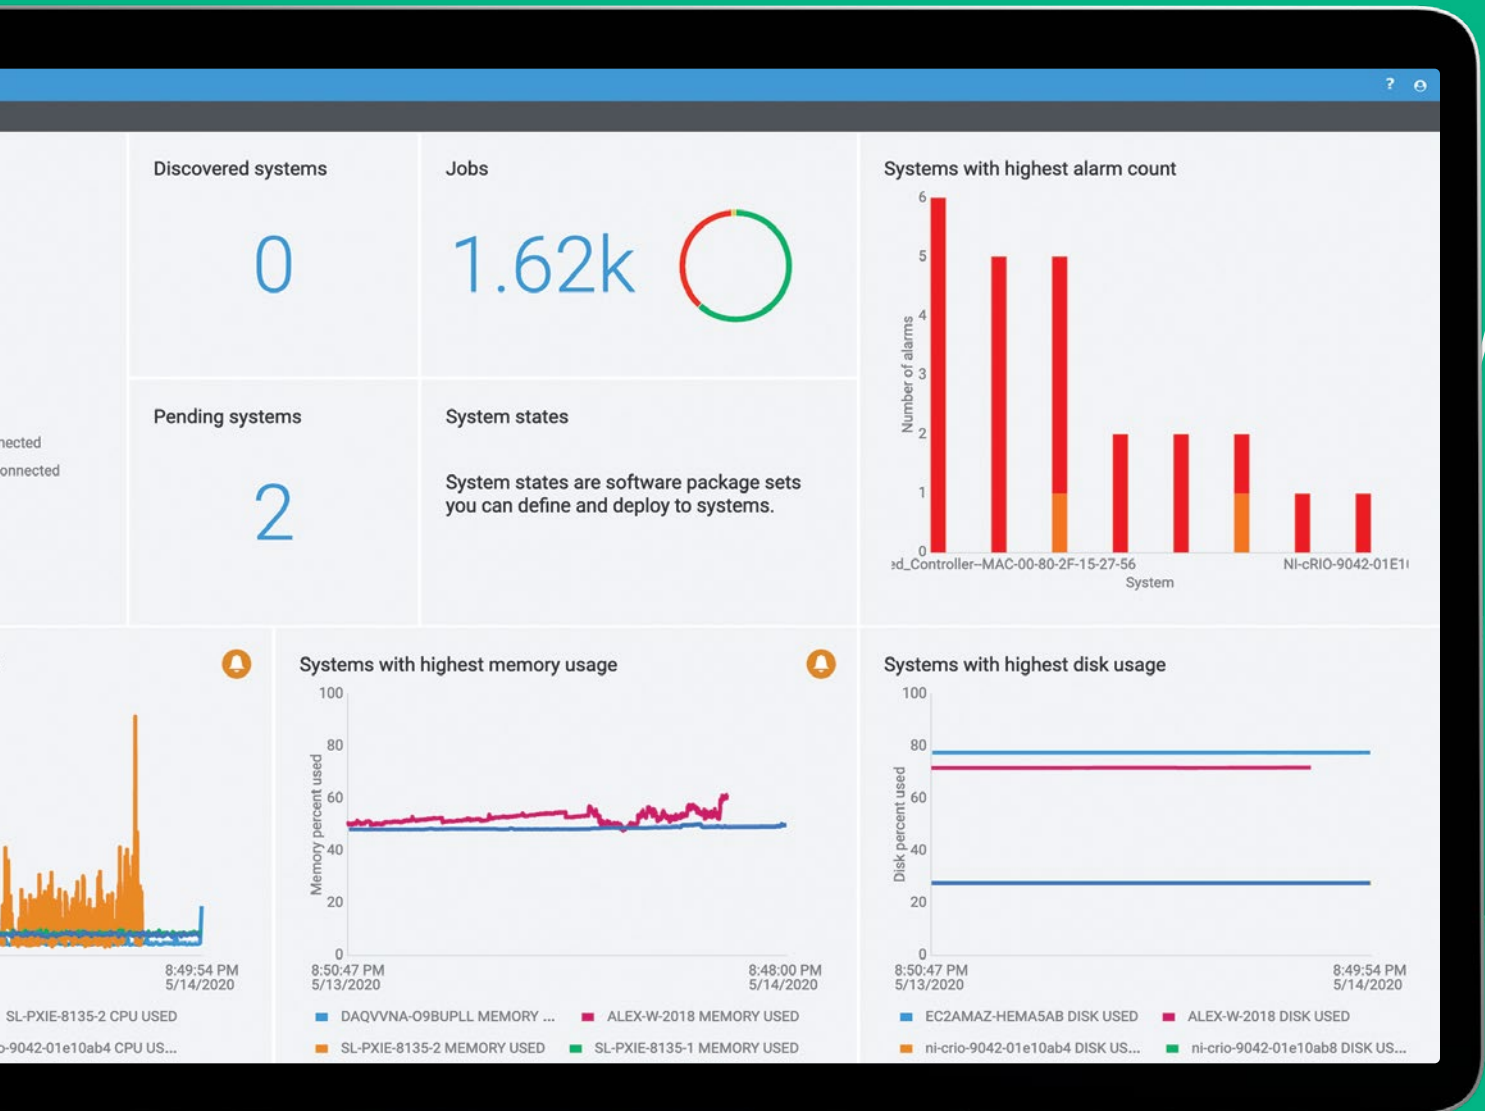 ?
Discovered systems
0
Jobs
1.62k
Systems with highest alarm count
6
5
4
3
2
1
0
Number of alarms
ed_Controller–MAC-00-80-2F-15-27-56
NI-cRIO-9042-01E1
System
nected
onnected
Pending systems
2
System states
System states are software package sets
you can define and deploy to systems.
8:49:54 PM
5/14/2020
SL-PXIE-8135-2 CPU USED
o-9042-01e10ab4 CPU US...
Systems with highest memory usage
100
80
60
40
20
0
Memory percent used
8:50:47 PM
5/13/2020
8:48:00 PM
5/14/2020
DAQVVNA-O9BUPLL MEMORY ...
ALEX-W-2018 MEMORY USED
SL-PXIE-8135-2 MEMORY USED
SL-PXIE-8135-1 MEMORY USED
Systems with highest disk usage
100
80
60
40
20
0
Disk percent used
8:50:47 PM
5/13/2020
8:49:54 PM
5/14/2020
EC2AMAZ-HEMA5AB DISK USED
ALEX-W-2018 DISK USED
ni-crio-9042-01e10ab4 DISK US...
ni-crio-9042-01e10ab8 DISK US...